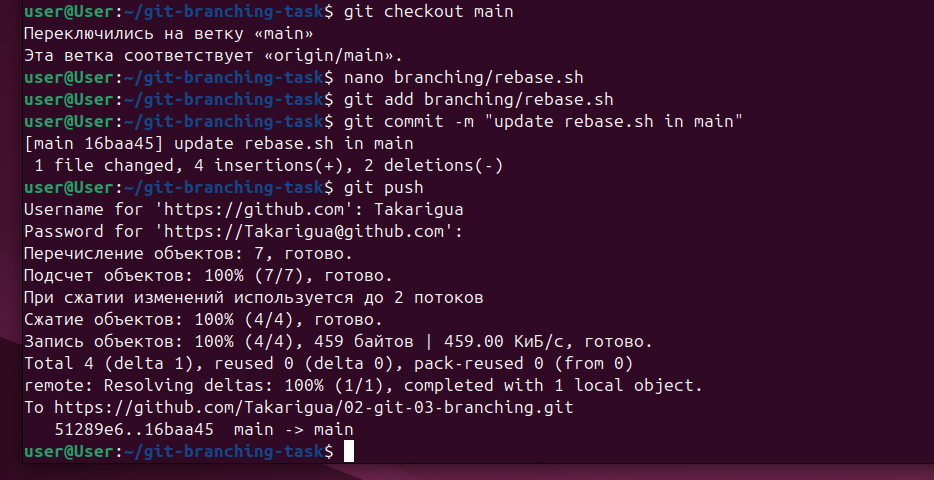 user@User:~/git-branching-task$ git checkout main
Переключились на ветку «main»
Эта ветка соответствует «origin/main».
user@User:~/git-branching-task$ nano branching/rebase.sh
user@User:~/git-branching-task$ git add branching/rebase.sh
user@User:~/git-branching-task$ git commit -m "update rebase.sh in main"
[main 16baa45] update rebase.sh in main
 1 file changed, 4 insertions(+), 2 deletions(-)
user@User:~/git-branching-task$ git push
Username for 'https://github.com': Takarigua
Password for 'https://Takarigua@github.com':
Перечисление объектов: 7, готово.
Подсчет объектов: 100% (7/7), готово.
При сжатии изменений используется до 2 потоков
Сжатие объектов: 100% (4/4), готово.
Запись объектов: 100% (4/4), 459 байтов | 459.00 КиБ/с, готово.
Total 4 (delta 1), reused 0 (delta 0), pack-reused 0 (from 0)
remote: Resolving deltas: 100% (1/1), completed with 1 local object.
To https://github.com/Takarigua/02-git-03-branching.git
   51289e6..16baa45  main -> main
user@User:~/git-branching-task$